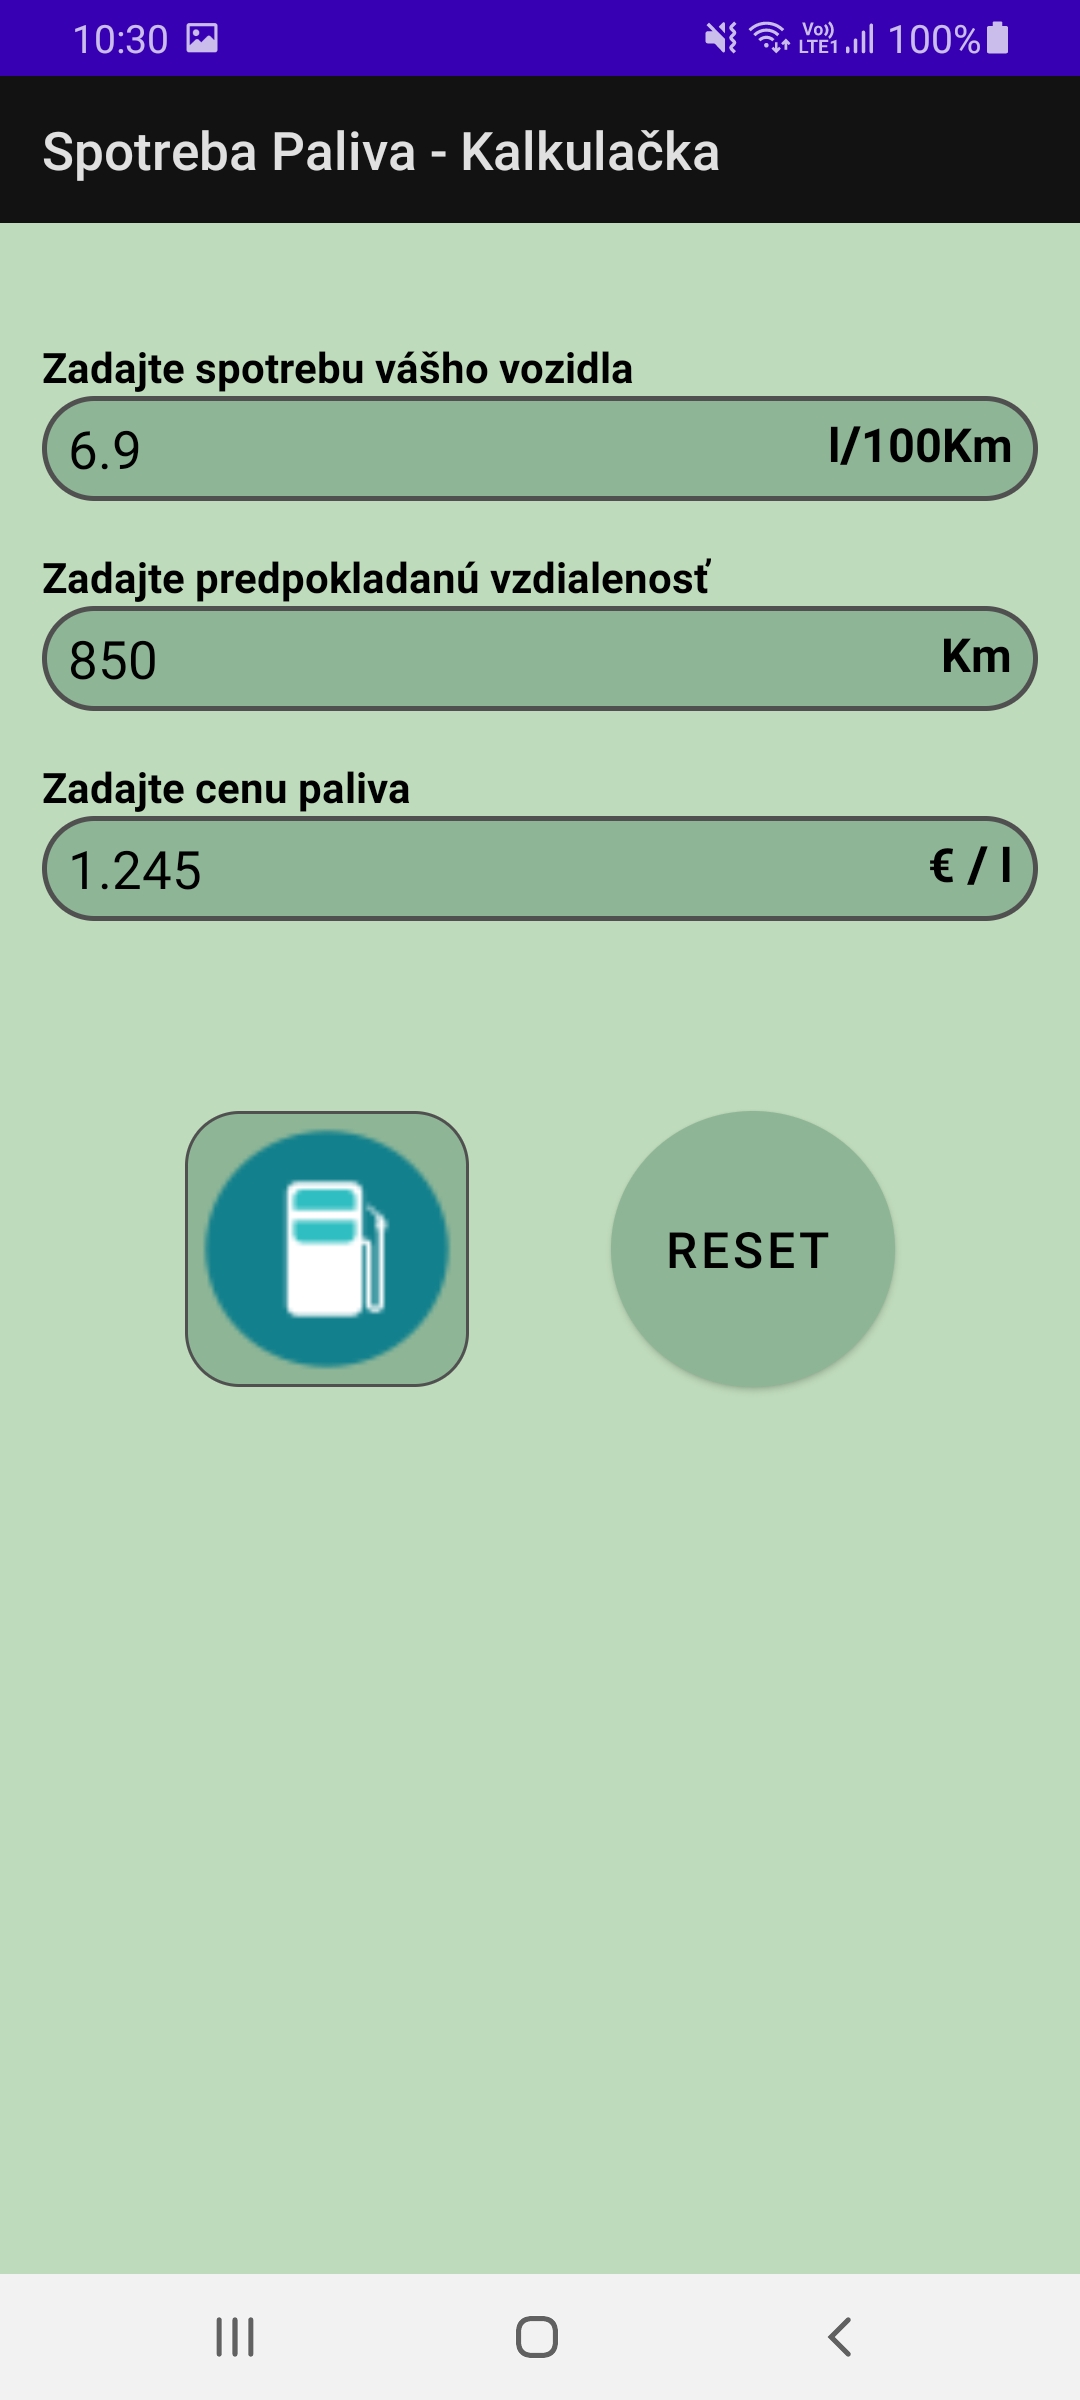 10:30 Vo)) LTE1 100%
Spotreba Paliva - Kalkulačka
Zadajte spotrebu vášho vozidla
6.9 l/100Km
Zadajte predpokladanú vzdialenosť
850 Km
Zadajte cenu paliva
1.245 € / l
RESET